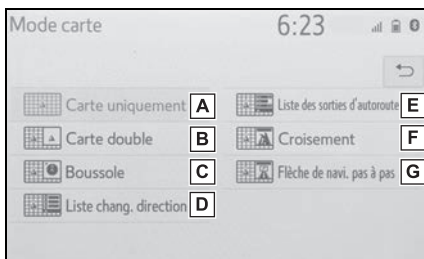 Mode carte
6:23
Carte uniquement A
Carte double B
Boussole C
Liste chang. direction D
Liste des sorties d'autoroute E
Croisement F
Flèche de navi. pas à pas G